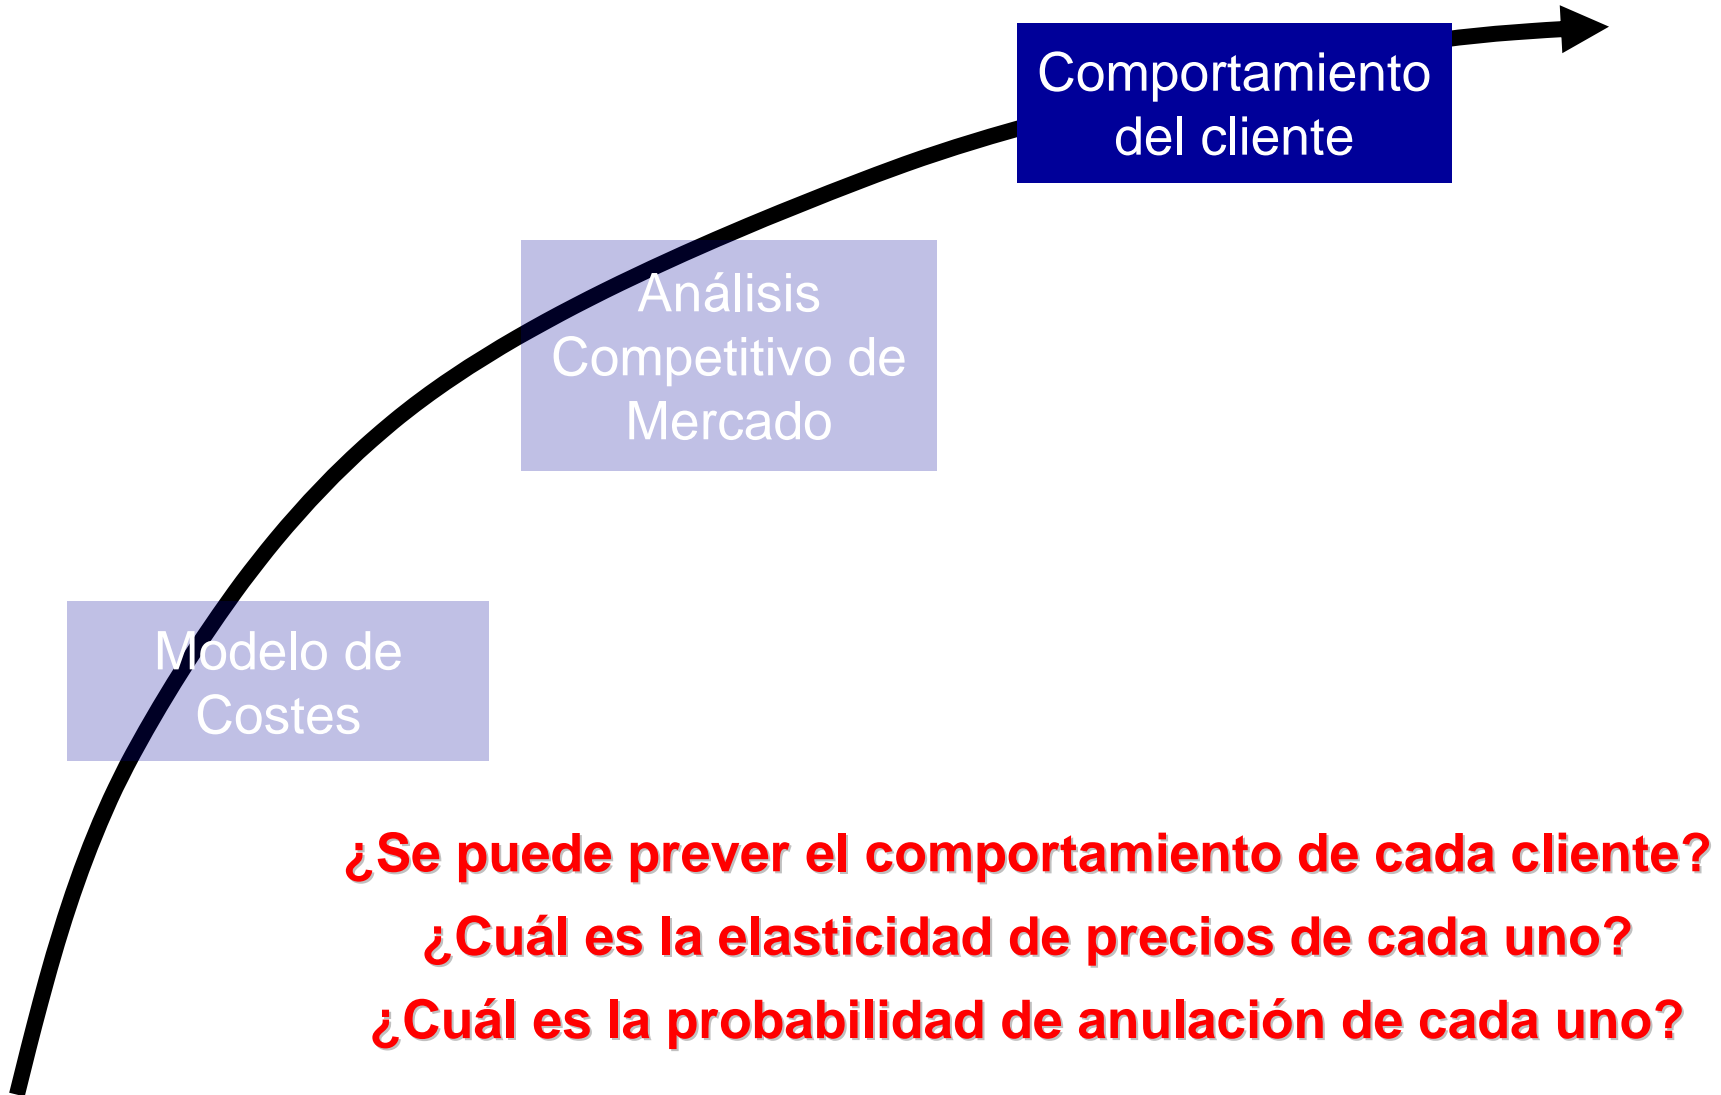 Comportamiento
del cliente
Análisis
Competitivo de
Mercado
Modelo de
Costes
¿Se puede prever el comportamiento de cada cliente?
¿Cuál es la elasticidad de precios de cada uno?
¿Cuál es la probabilidad de anulación de cada uno?